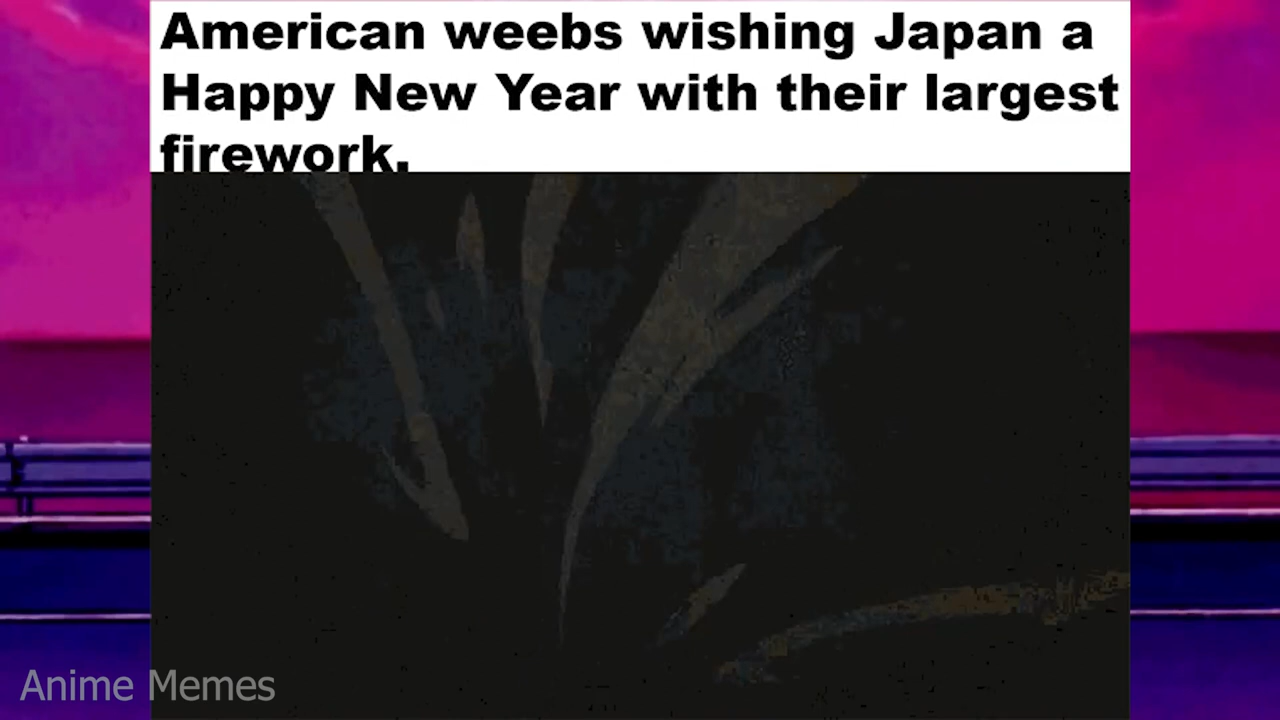 American weebs wishing Japan a
Happy New Year with their largest
firework.
Anime Memes